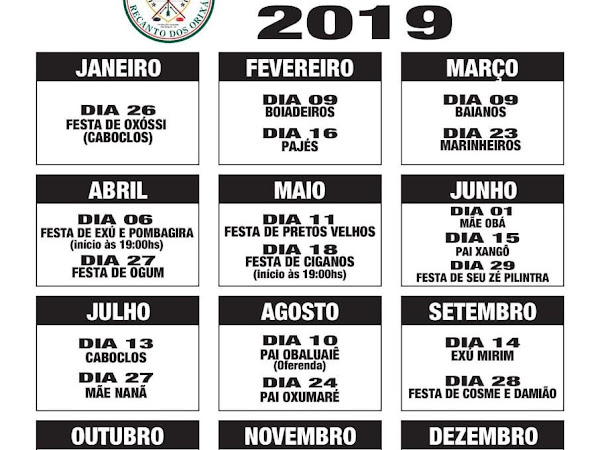 RECANTO DOS ORIXÁ
2019
JANEIRO
DIA 26
FESTA DE OXÓSSI
(CABOCLOS)
FEVEREIRO
DIA 09
BOIADEIROS
DIA 16
PAJÉS
MARÇO
DIA 09
BAIANOS
DIA 23
MARINHEIROS
ABRIL
DIA 06
FESTA DE EXÚ E POMBAGIRA
(inicio às 19:00hs)
DIA 27
FESTA DE OGUM
MAIO
DIA 11
FESTA DE PRETOS VELHOS
DIA 18
FESTA DE CIGANOS
(inicio às 19:00hs)
JUNHO
DIA 01
MÃE OBÁ
DIA 15
PAI XANGÔ
DIA 29
FESTA DE SEU ZÉ PILINTRA
JULHO
DIA 13
CABOCLOS
DIA 27
MÃE NANÃ
AGOSTO
DIA 10
PAI OBALUAIÊ
(Oferenda)
DIA 24
PAI OXUMARÉ
SETEMBRO
DIA 14
EXÚ MIRIM
DIA 28
FESTA DE COSME E DAMIÃO
OUTUBRO
NOVEMBRO
DEZEMBRO